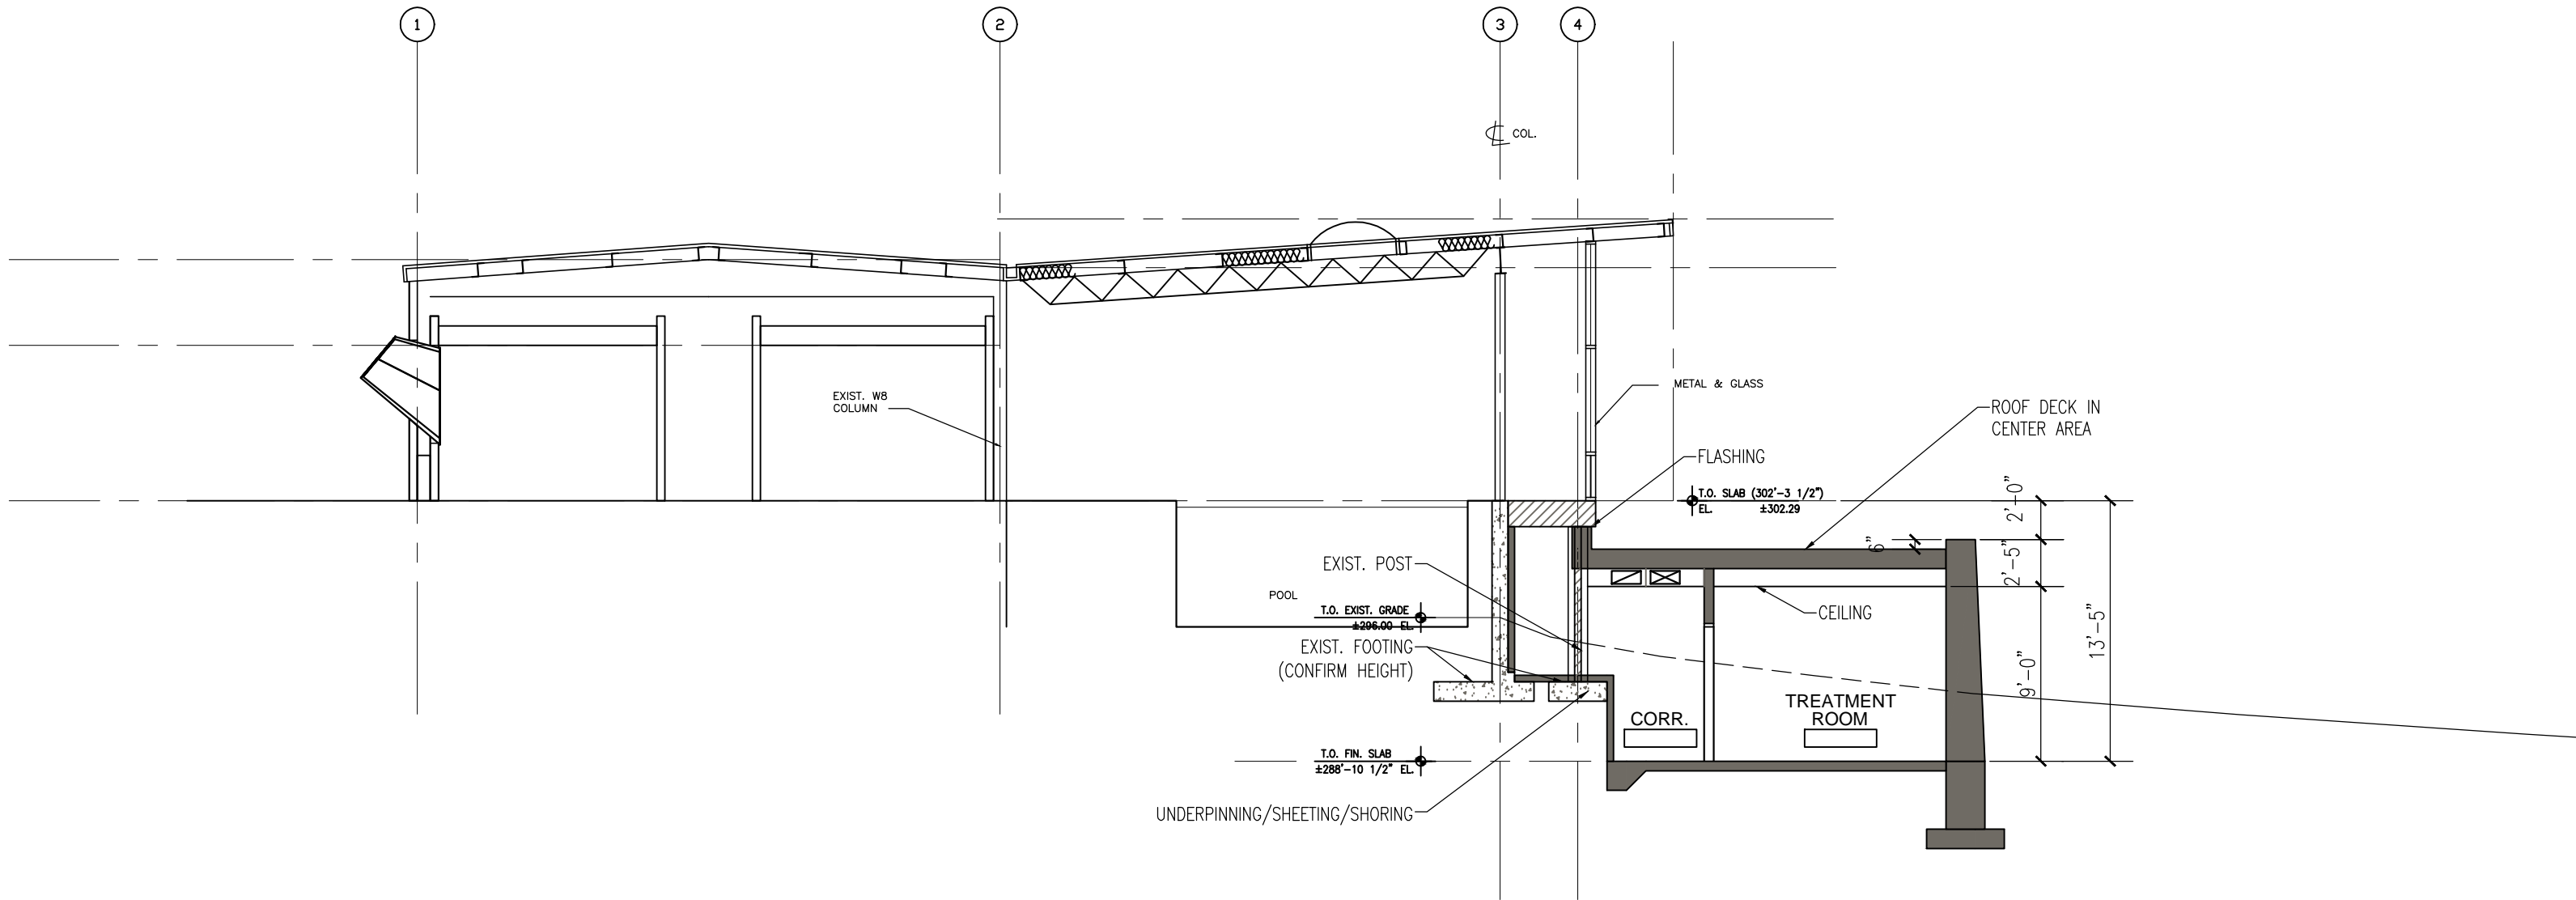 1
2
3
4
COL.
EXIST. W8
COLUMN
METAL & GLASS
ROOF DECK IN
CENTER AREA
FLASHING
T.O. SLAB (302'-3 1/2")
EL. ±302.29
2'-0"
6"
2'-5"
EXIST. POST
POOL
T.O. EXIST. GRADE
±296.00 EL.
CEILING
EXIST. FOOTING
(CONFIRM HEIGHT)
13'-5"
9'-0"
CORR.
TREATMENT
ROOM
T.O. FIN. SLAB
±288'-10 1/2" EL.
UNDERPINNING/SHEETING/SHORING